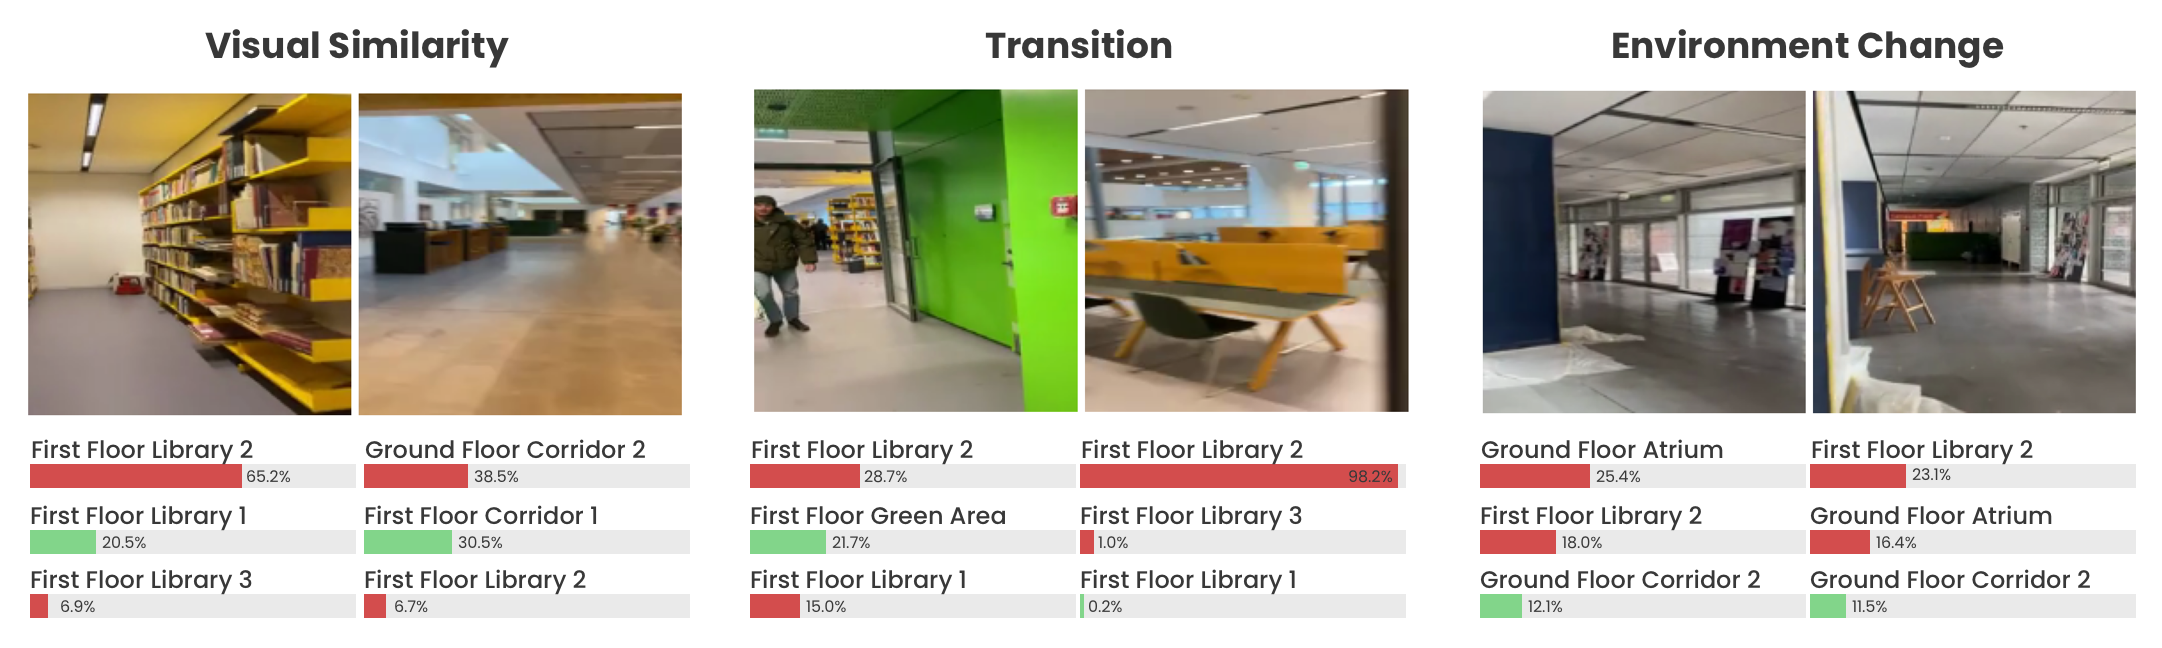 Visual Similarity
First Floor Library 2
65.2%
First Floor Library 1
20.5%
First Floor Library 3
6.9%
Ground Floor Corridor 2
38.5%
First Floor Corridor 1
30.5%
First Floor Library 2
6.7%
Transition
First Floor Library 2
28.7%
First Floor Green Area
21.7%
First Floor Library 1
15.0%
First Floor Library 2
98.2%
First Floor Library 3
1.0%
First Floor Library 1
0.2%
Environment Change
Ground Floor Atrium
25.4%
First Floor Library 2
18.0%
Ground Floor Corridor 2
12.1%
First Floor Library 2
23.1%
Ground Floor Atrium
16.4%
Ground Floor Corridor 2
11.5%